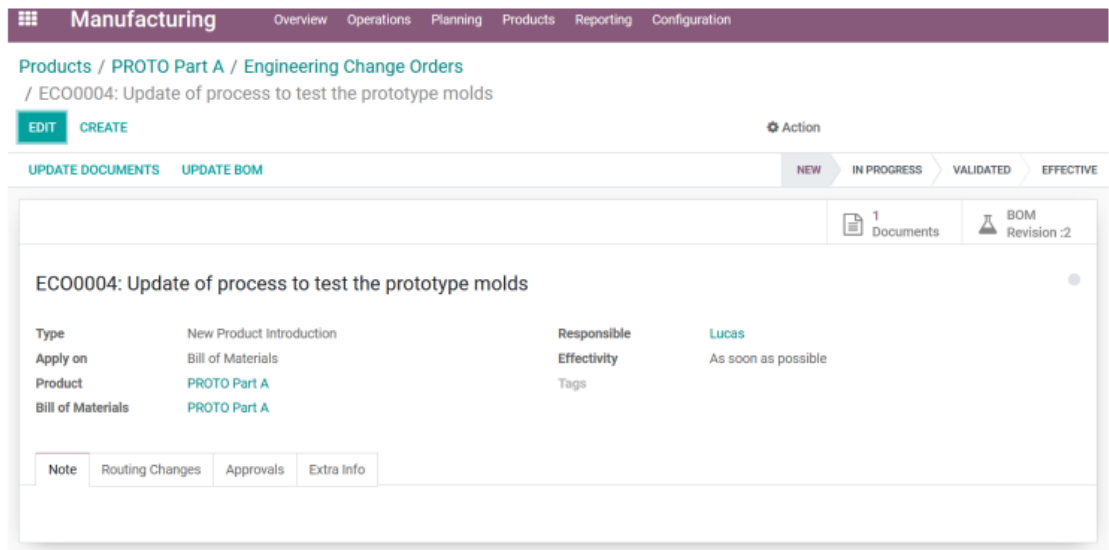 Manufacturing Overview Operations Planning Products Reporting Configuration
Products / PROTO Part A / Engineering Change Orders
/ ECO0004: Update of process to test the prototype molds
EDIT CREATE Action
UPDATE DOCUMENTS UPDATE BOM NEW IN PROGRESS VALIDATED EFFECTIVE
1 Documents BOM Revision :2
ECO0004: Update of process to test the prototype molds
Type New Product Introduction Responsible Lucas
Apply on Bill of Materials Effectivity As soon as possible
Product PROTO Part A Tags
Bill of Materials PROTO Part A
Note Routing Changes Approvals Extra Info